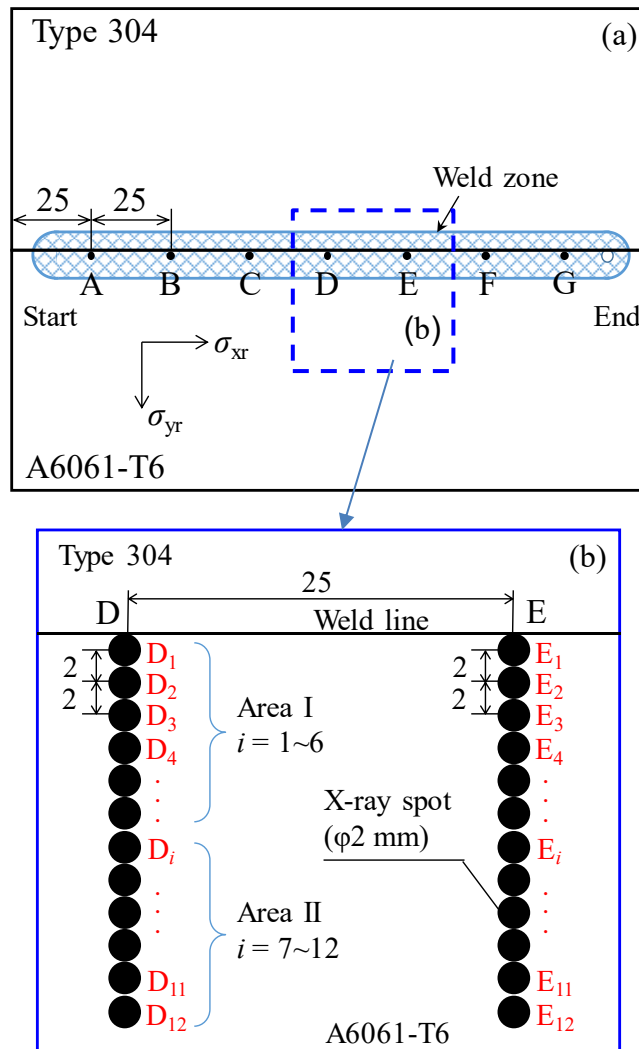 Type 304 (a)
25 25 Weld zone
A B C D E F G
Start (b) End
σxr
σyr
A6061-T6
Type 304 (b)
25
D Weld line E
D1 E1
2 D2 2 E2
2 D3 2 E3
D4 E4
Area I
i = 1~6
X-ray spot
(φ2 mm)
Di Ei
Area II
i = 7~12
D11 E11
D12 E12
A6061-T6